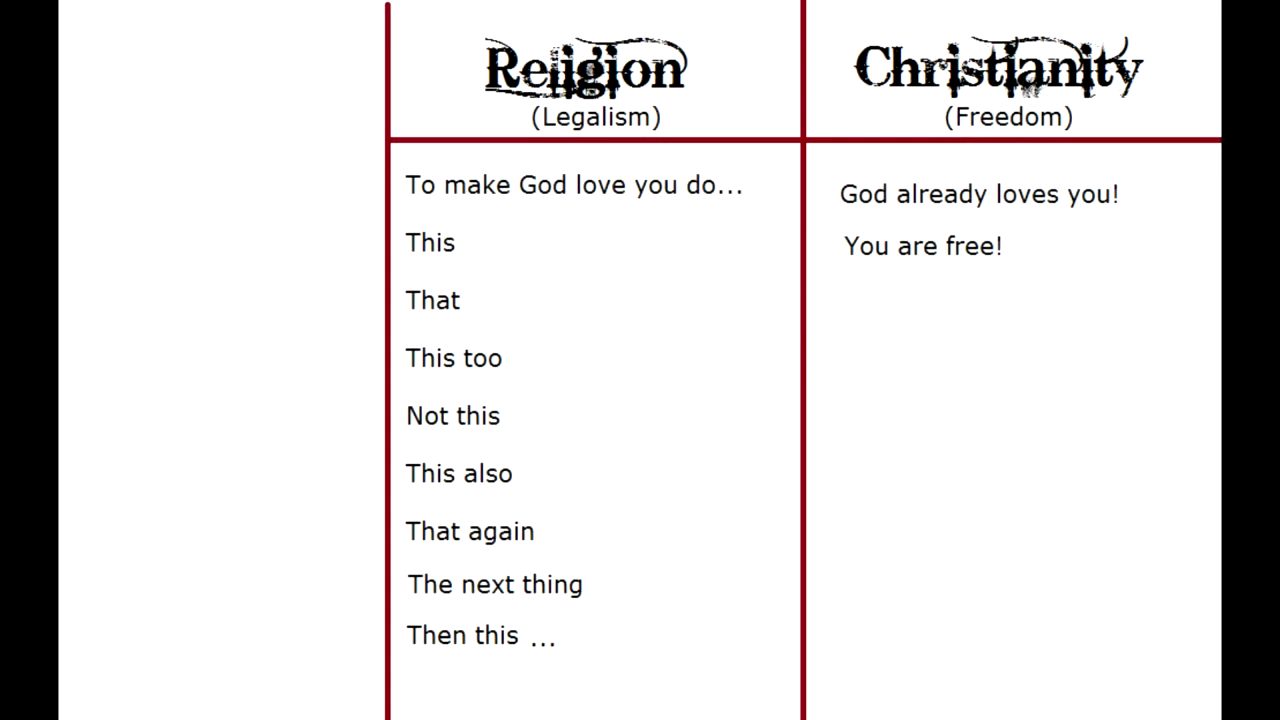 Religion
(Legalism)
To make God love you do...
This
That
This too
Not this
This also
That again
The next thing
Then this ...
Christianity
(Freedom)
God already loves you!
You are free!